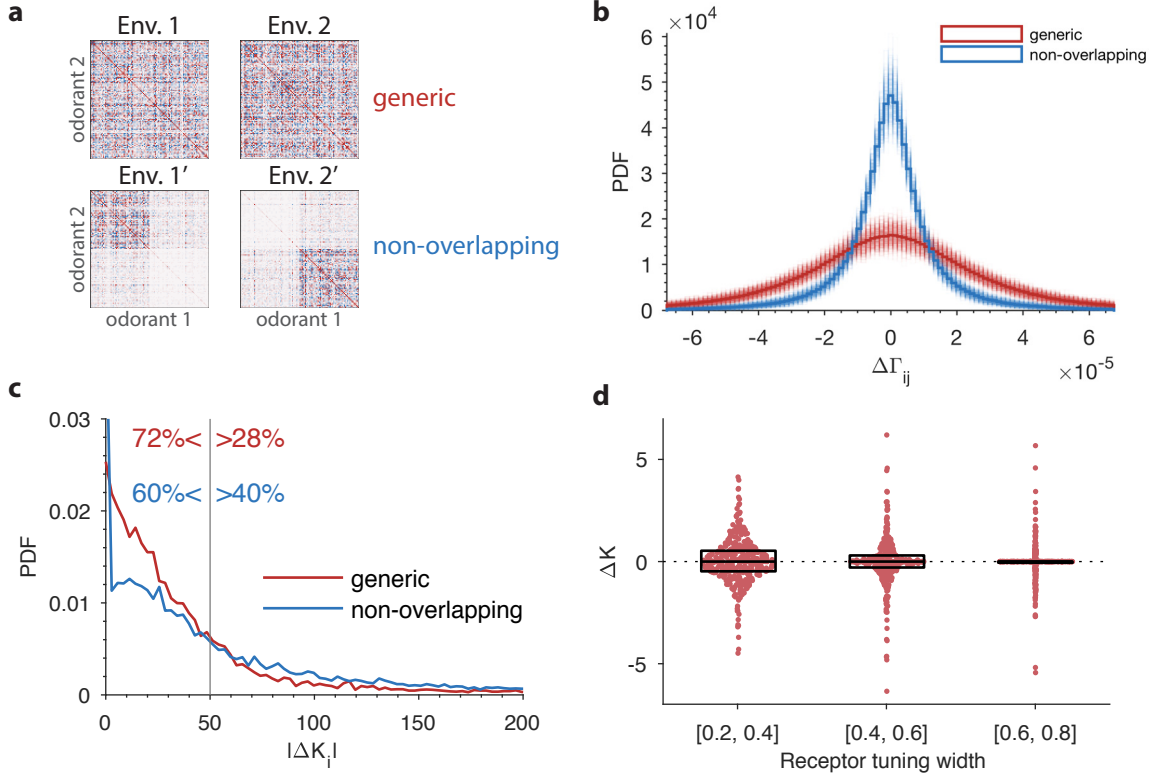 a
Env. 1
Env. 2
odorant 2
generic
Env. 1′
Env. 2′
odorant 2
non-overlapping
odorant 1
odorant 1
b
×10⁴
6
5
4
3
2
1
0
PDF
generic
non-overlapping
-6 -4 -2 0 2 4 6
ΔΓij
×10⁻⁵
c
0.03
0.02
0.01
0
PDF
72%< >28%
60%< >40%
generic
non-overlapping
0 50 100 150 200
|ΔKi|
d
5
0
-5
ΔK
[0.2, 0.4] [0.4, 0.6] [0.6, 0.8]
Receptor tuning width